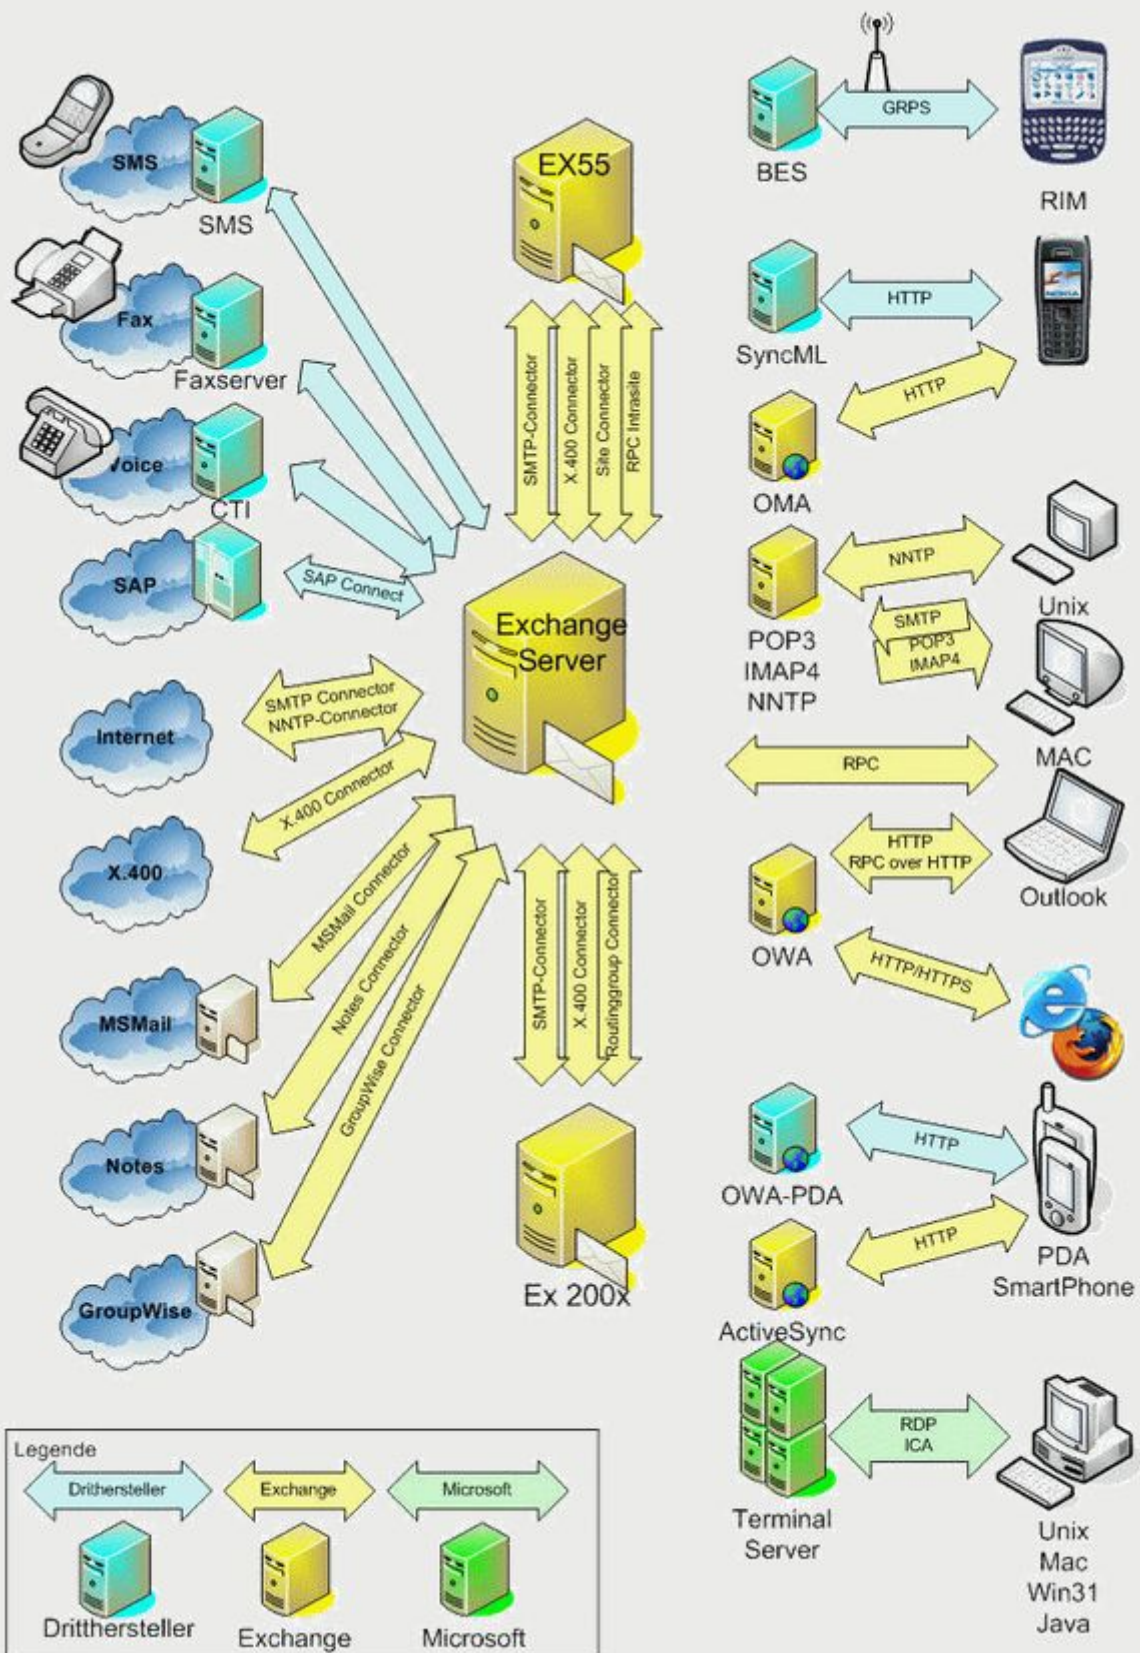 SMS
SMS
Fax
Faxserver
Voice
CTI
SAP
SAP Connect
Internet
SMTP Connector
NNTP-Connector
X.400
X.400 Connector
MSMail
MSMail Connector
Notes
Notes Connector
GroupWise
GroupWise Connector
EX55
SMTP-Connector
X.400 Connector
Site Connector
RPC Intrasite
Exchange
Server
SMTP-Connector
X.400 Connector
Routinggroup Connector
Ex 200x
BES
GRPS
RIM
SyncML
HTTP
NOKIA
HTTP
OMA
NNTP
Unix
POP3
IMAP4
NNTP
SMTP
POP3
IMAP4
MAC
RPC
HTTP
RPC over HTTP
Outlook
OWA
HTTP/HTTPS
OWA-PDA
HTTP
HTTP
PDA
SmartPhone
ActiveSync
RDP
ICA
Terminal
Server
Unix
Mac
Win31
Java
Legende
Drithersteller
Exchange
Microsoft
Dritthersteller
Exchange
Microsoft